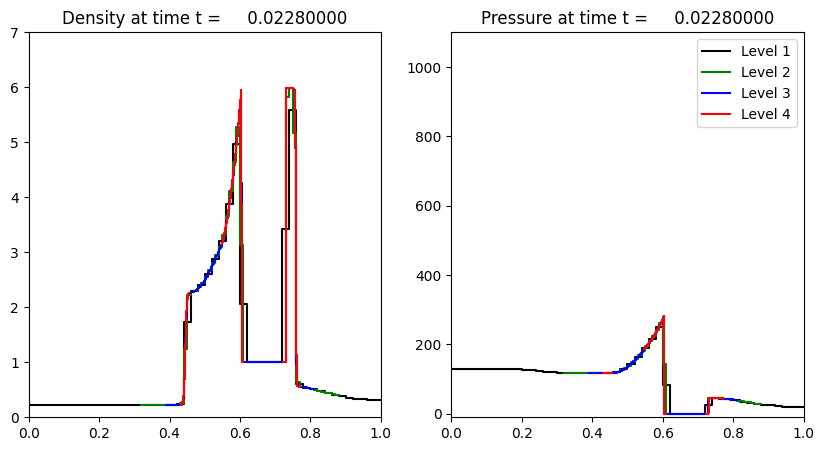 Density at time t = 0.02280000
7
6
5
4
3
2
1
0
0.0 0.2 0.4 0.6 0.8 1.0
Pressure at time t = 0.02280000
1000
800
600
400
200
0
0.0 0.2 0.4 0.6 0.8 1.0
Level 1
Level 2
Level 3
Level 4